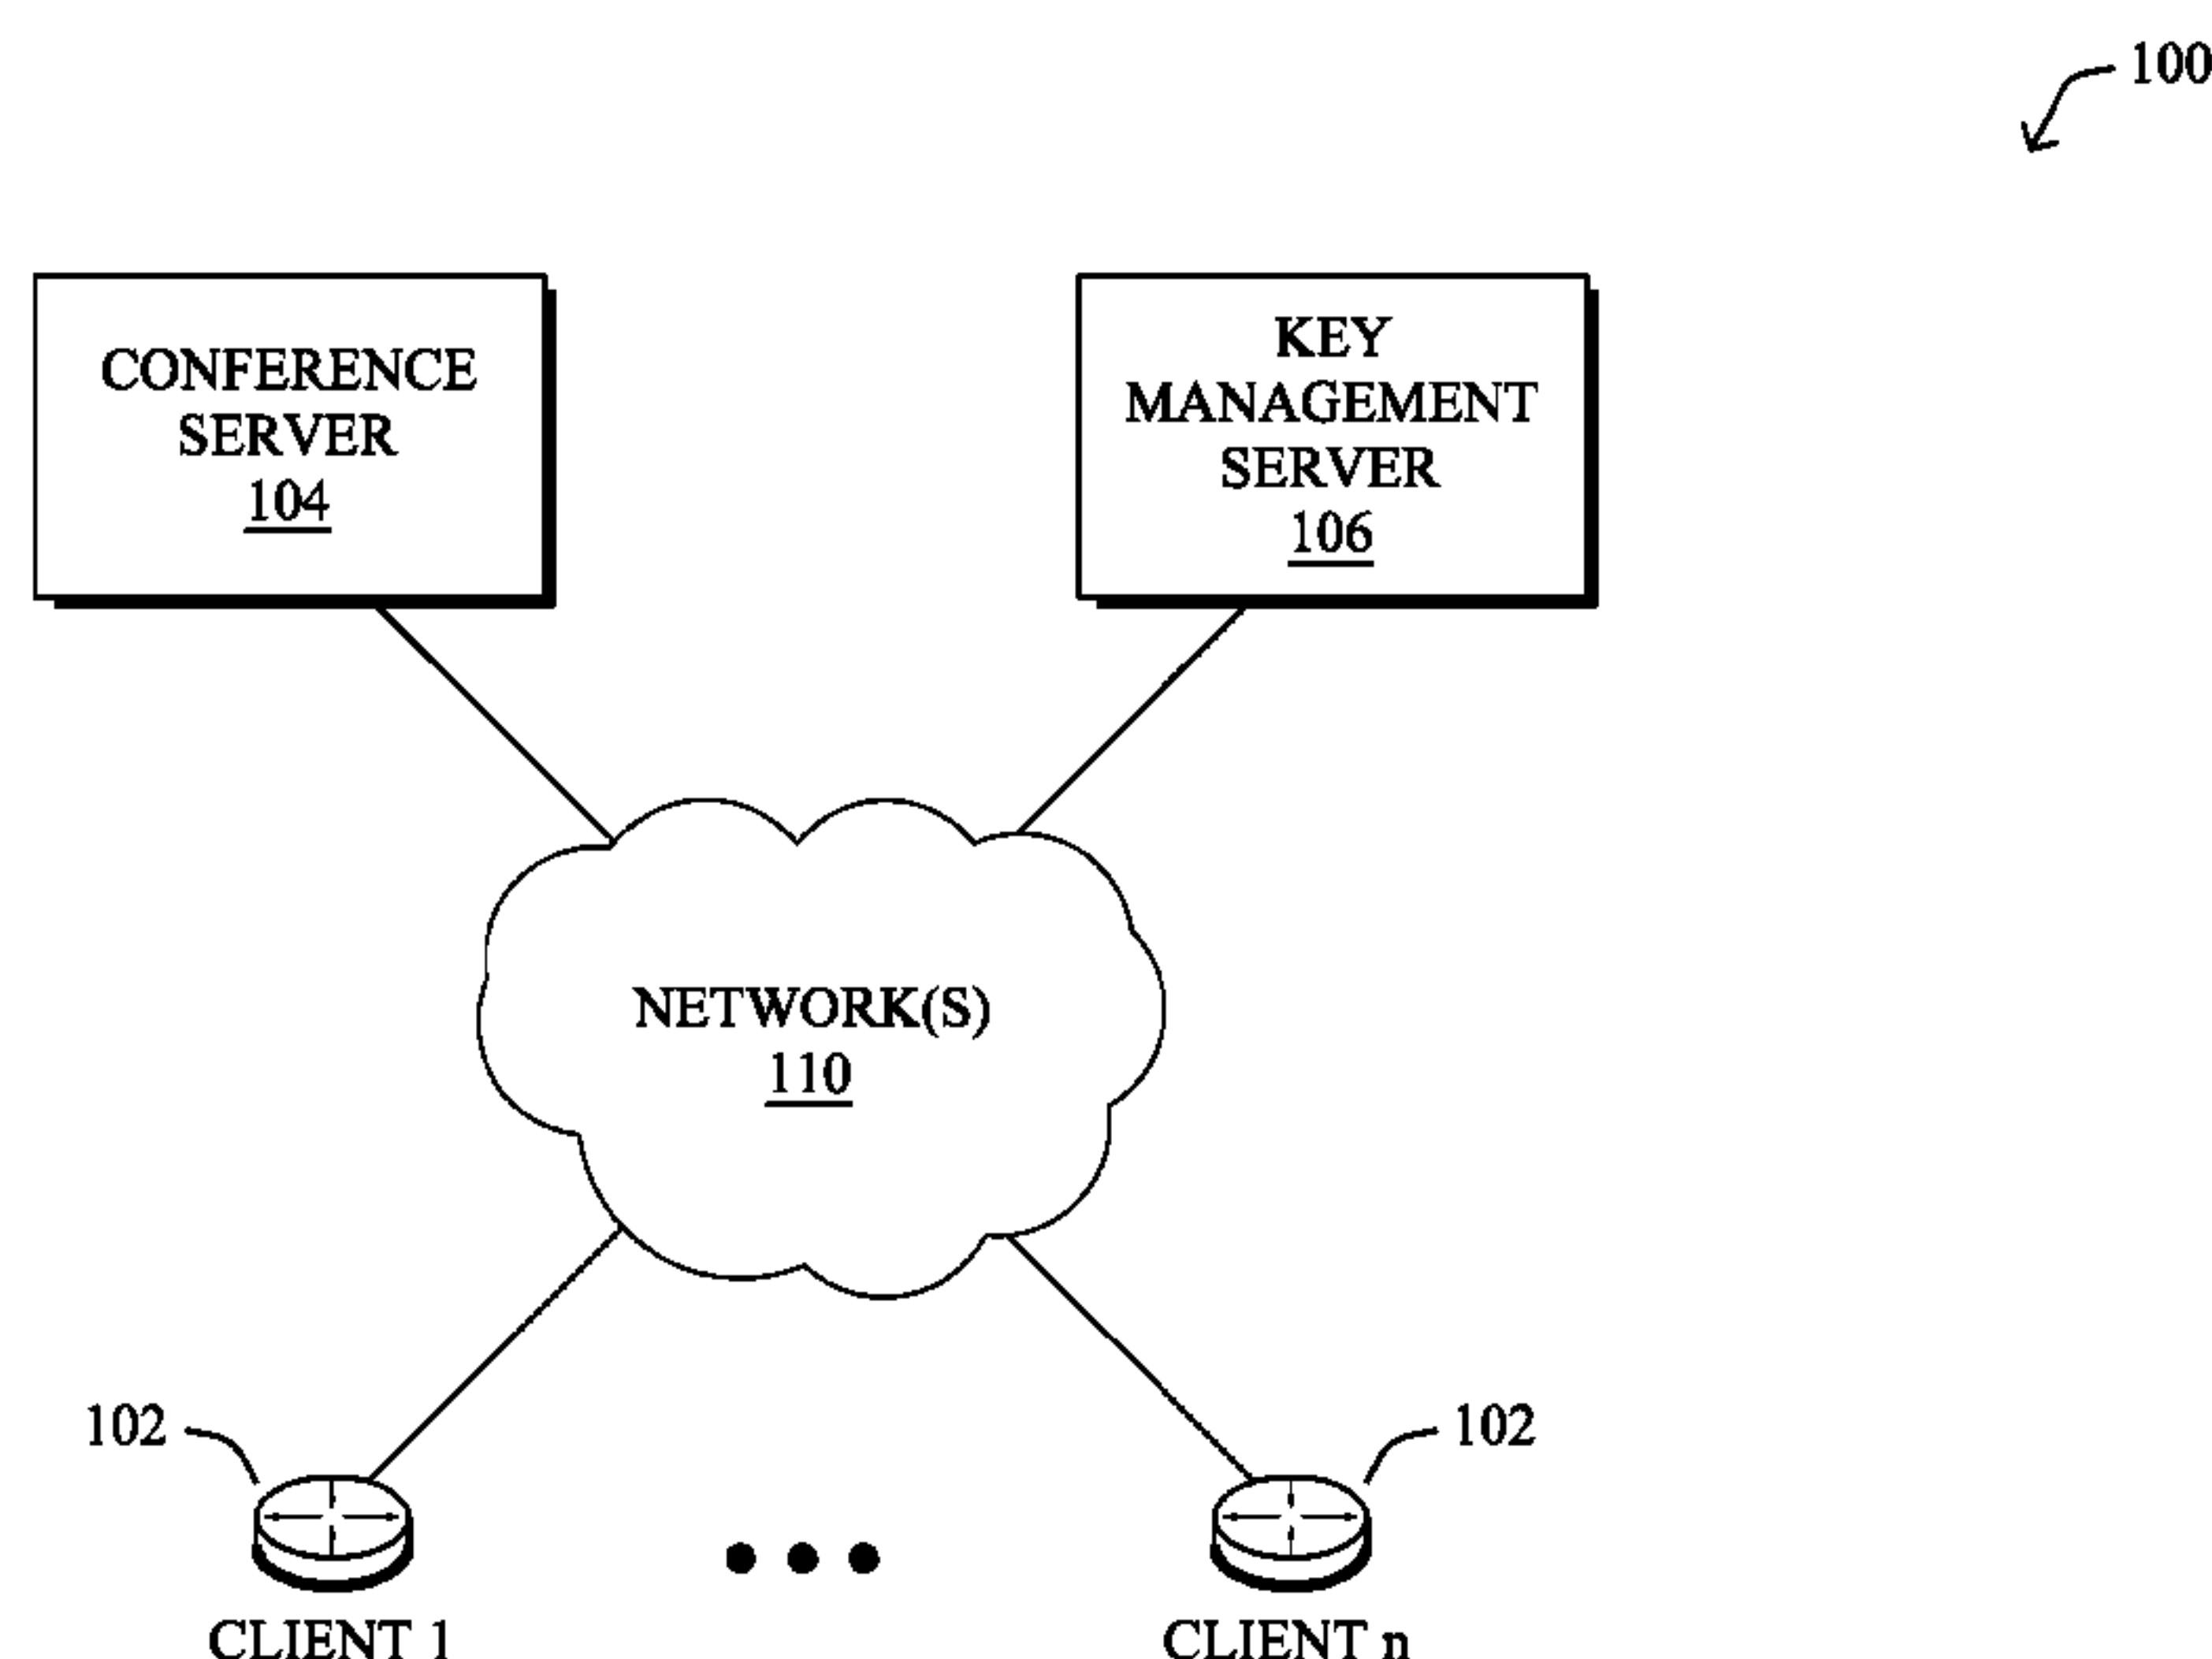 100
CONFERENCE
SERVER
104
KEY
MANAGEMENT
SERVER
106
NETWORK(S)
110
102
102
CLIENT 1
CLIENT n